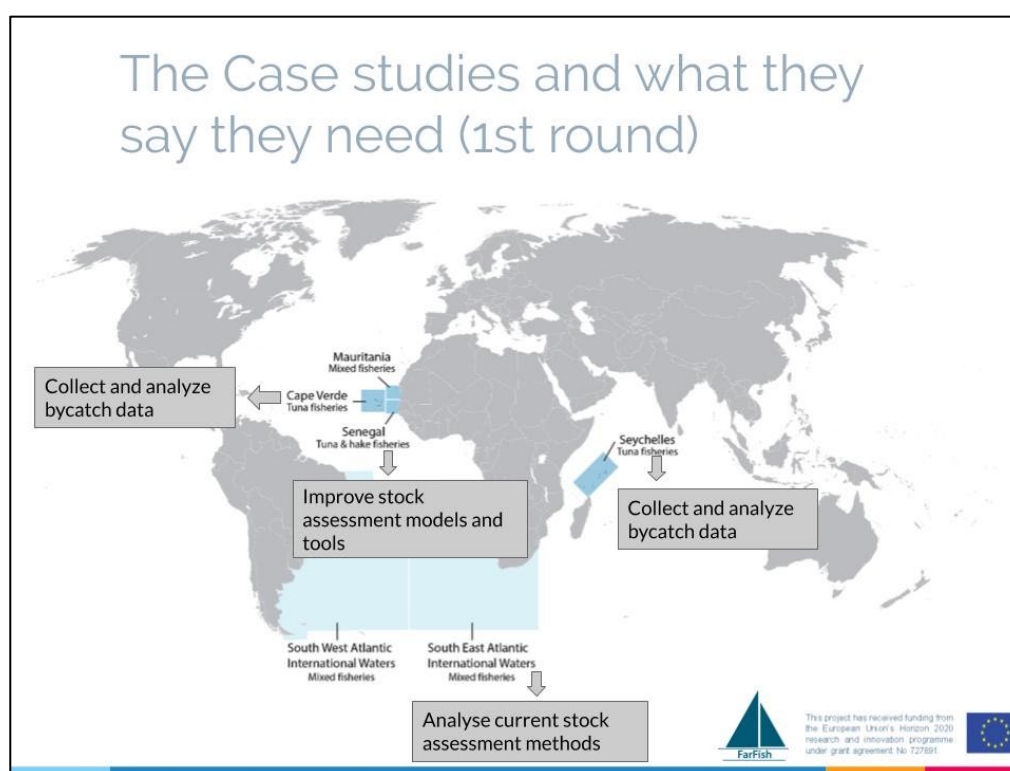 The Case studies and what they
say they need (1st round)
Mauritania
Mixed fisheries
Collect and analyze
bycatch data
Cape Verde
Tuna fisheries
Senegal
Tuna & hake fisheries
Seychelles
Tuna fisheries
Improve stock
assessment models and
tools
Collect and analyze
bycatch data
South West Atlantic
International Waters
Mixed fisheries
South East Atlantic
International Waters
Mixed fisheries
Analyse current stock
assessment methods
FarFish
This project has received funding from
the European Union's Horizon 2020
research and innovation programme
under grant agreement No 727891